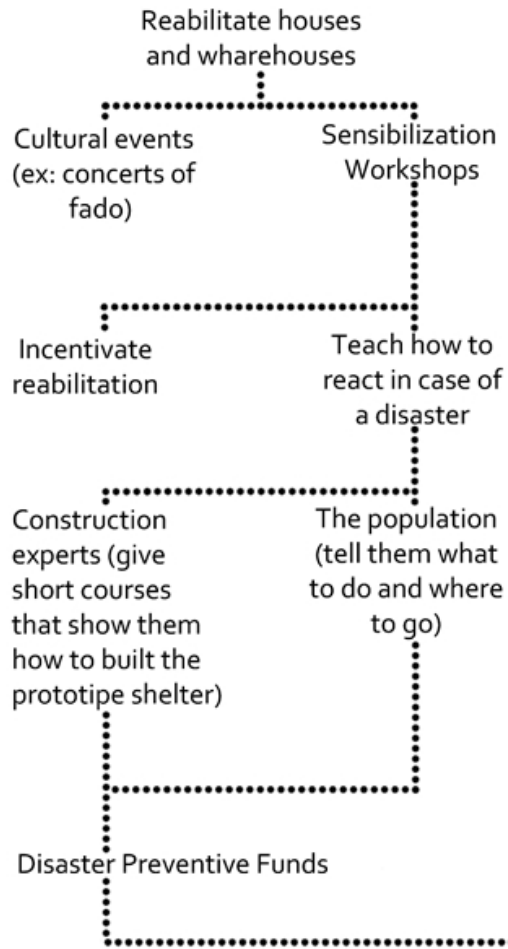 Reabilitate houses
and wharehouses
Cultural events
(ex: concerts of
fado)
Sensibilization
Workshops
Incentivate
reabilitation
Teach how to
react in case of
a disaster
Construction
experts (give
short courses
that show them
how to built the
prototipe shelter)
The population
(tell them what
to do and where
to go)
Disaster Preventive Funds